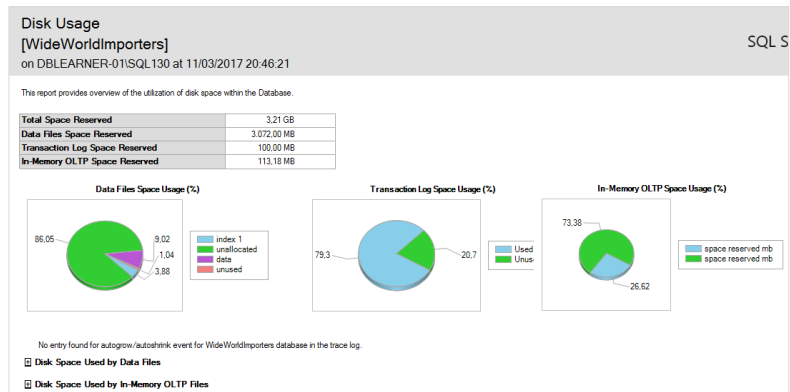 Disk Usage
[WideWorldImporters]
SQL S
on DBLEARNER-01\SQL130 at 11/03/2017 20:46:21
This report provides overview of the utilization of disk space within the Database.
Total Space Reserved 3,21 GB
Data Files Space Reserved 3.072,00 MB
Transaction Log Space Reserved 100,00 MB
In-Memory OLTP Space Reserved 113,18 MB
Data Files Space Usage (%)
86,05
9,02
1,04
3,88
index 1
unallocated
data
unused
Transaction Log Space Usage (%)
79,3
20,7
Used
Unus
In-Memory OLTP Space Usage (%)
73,38
26,62
space reserved mb
space reserved mb
No entry found for autogrow/autoshrink event for WideWorldImporters database in the trace log.
Disk Space Used by Data Files
Disk Space Used by In-Memory OLTP Files